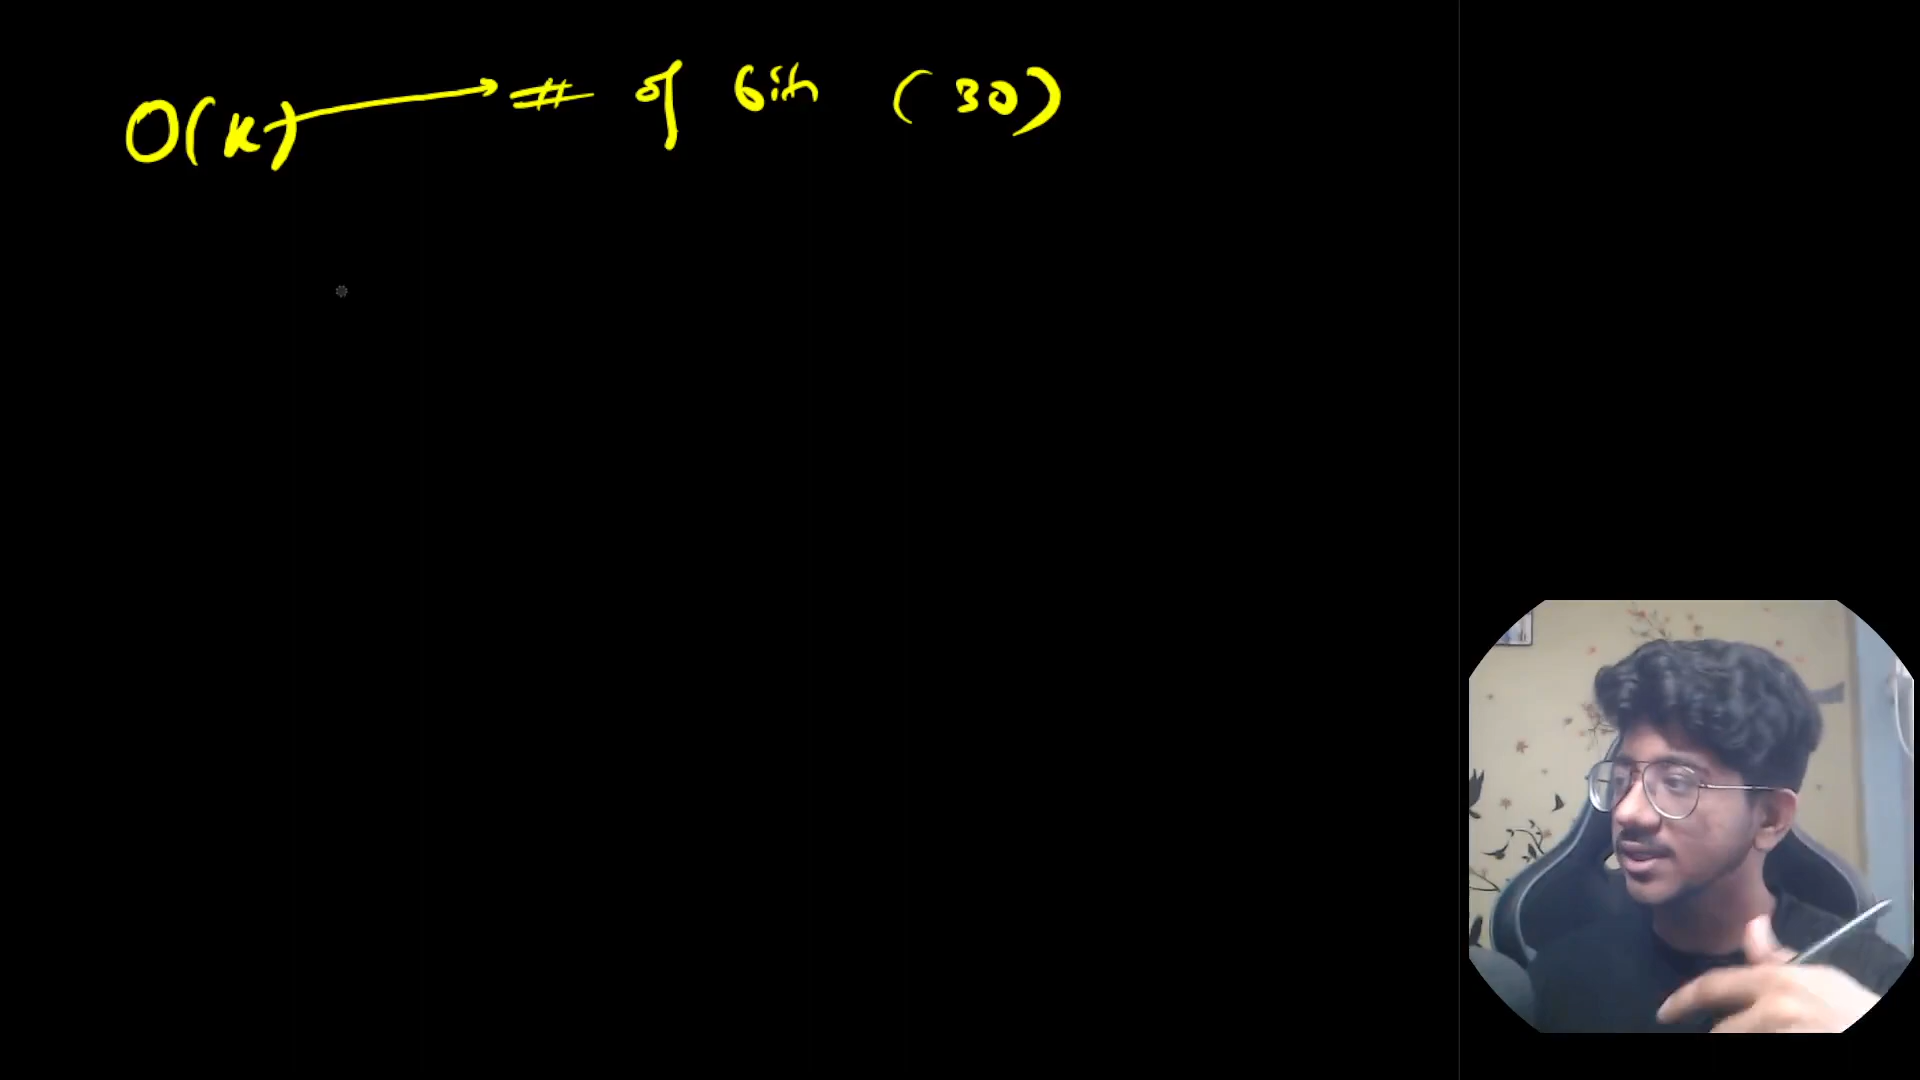 O(k) → # of bits (30)